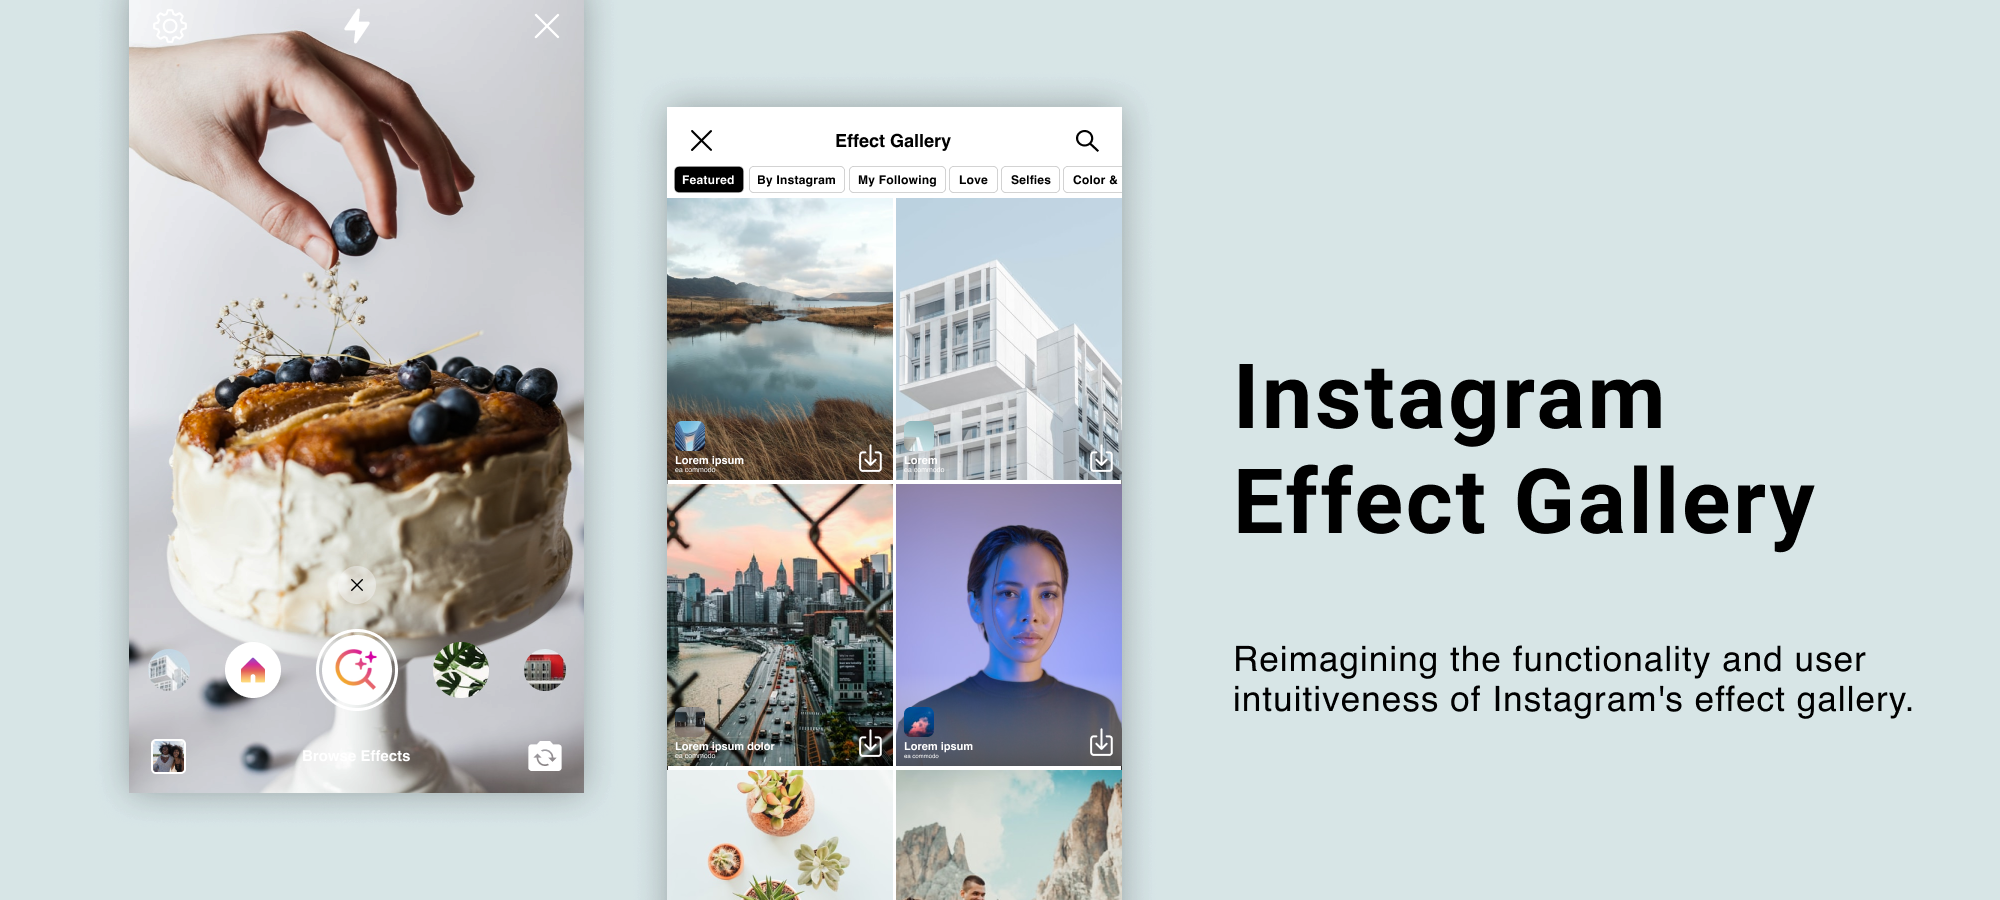 Browse Effects
Effect Gallery
Featured
By Instagram
My Following
Love
Selfies
Color &
Lorem ipsum
ea commodo
Lorem
ea commodo
Lorem ipsum dolor
ea commodo
Lorem ipsum
ea commodo
Instagram
Effect Gallery
Reimagining the functionality and user
intuitiveness of Instagram's effect gallery.